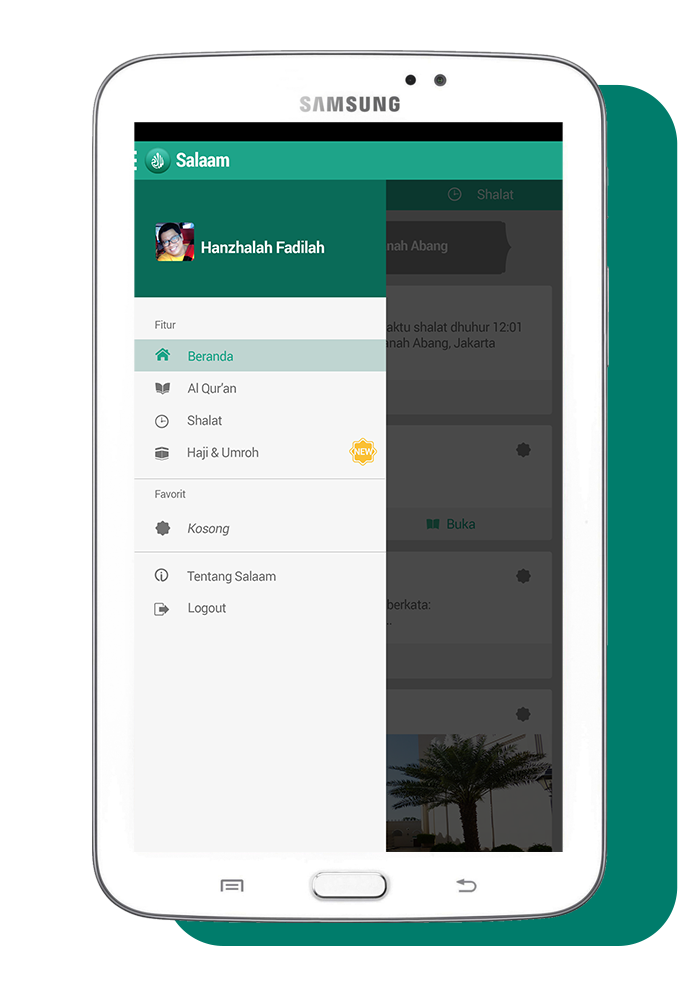 SAMSUNG
Salaam
Shalat
Hanzhalah Fadilah
nah Abang
Fitur
aktu shalat dhuhur 12:01
nah Abang, Jakarta
Beranda
Al Qur'an
Shalat
Haji & Umroh
NEW
Favorit
Kosong
Buka
Tentang Salaam
berkata:
Logout
...